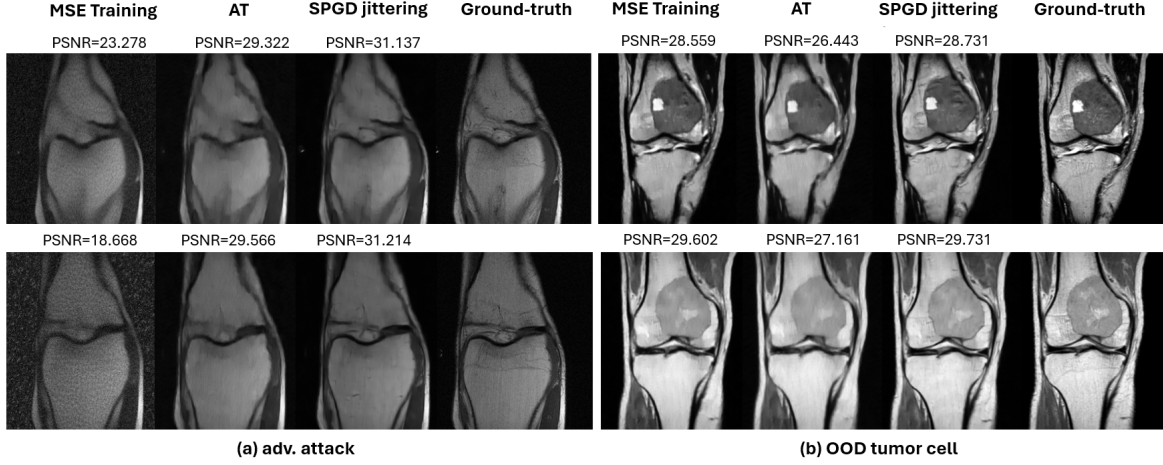 MSE Training AT SPGD jittering Ground-truth MSE Training AT SPGD jittering Ground-truth
PSNR=23.278 PSNR=29.322 PSNR=31.137 PSNR=28.559 PSNR=26.443 PSNR=28.731
PSNR=18.668 PSNR=29.566 PSNR=31.214 PSNR=29.602 PSNR=27.161 PSNR=29.731
(a) adv. attack (b) OOD tumor cell